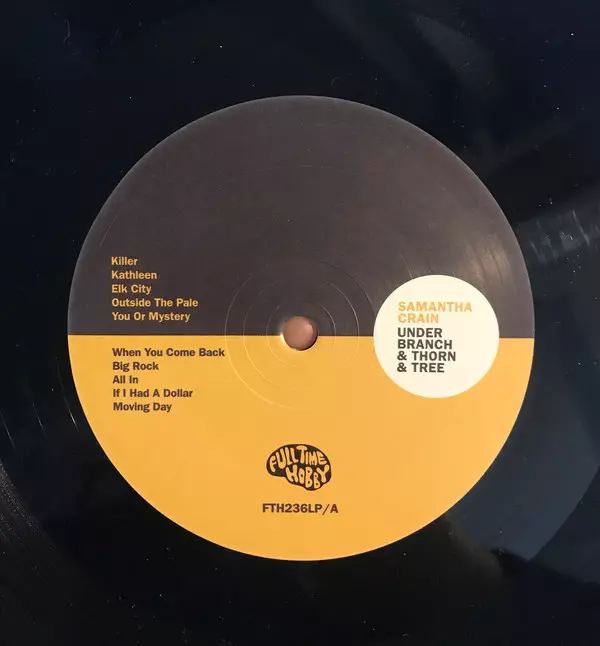 Killer
Kathleen
Elk City
Outside The Pale
You Or Mystery
When You Come Back
Big Rock
All In
If I Had A Dollar
Moving Day
SAMANTHA
CRAIN
UNDER
BRANCH
& THORN
& TREE
FULL TIME
HOBBY
FTH236LP/A